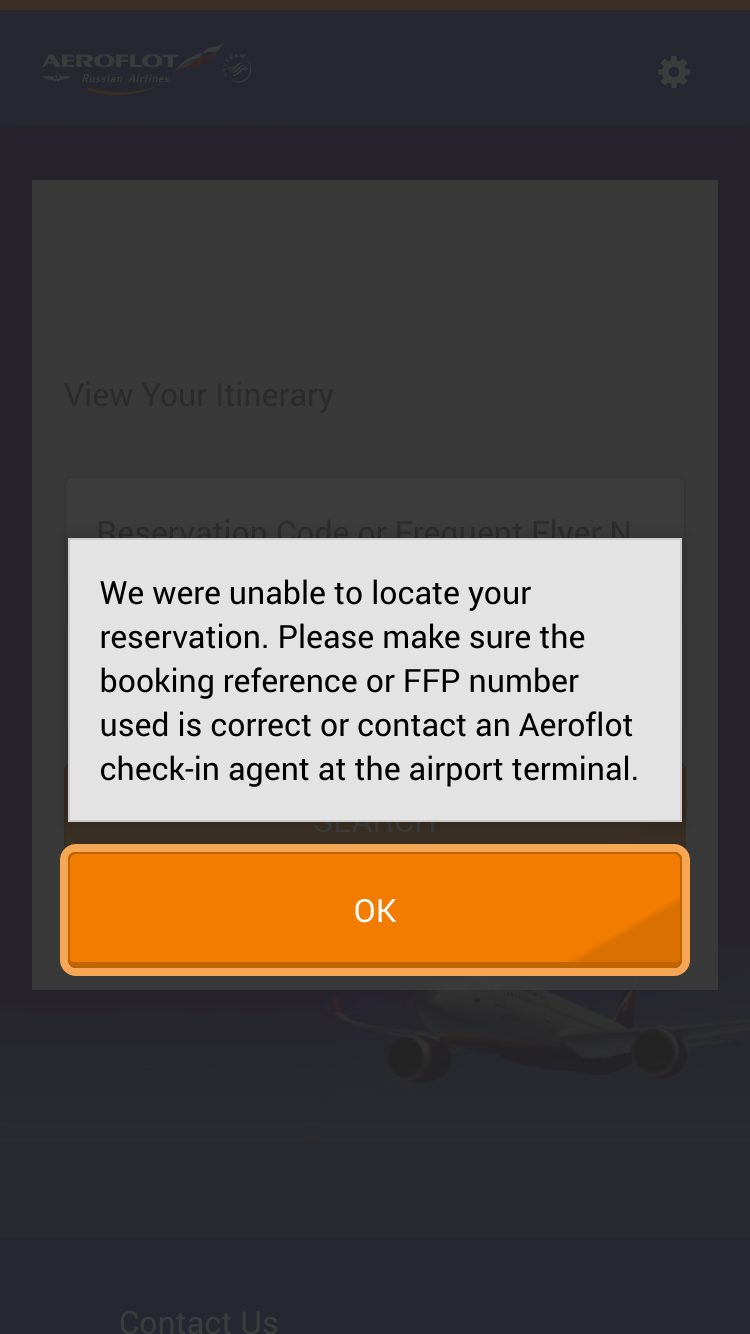 AEROFLOT
Russian Airlines
View Your Itinerary
Reservation Code or Frequent Flyer N
We were unable to locate your
reservation. Please make sure the
booking reference or FFP number
used is correct or contact an Aeroflot
check-in agent at the airport terminal.
SEARCH
OK
Contact Us